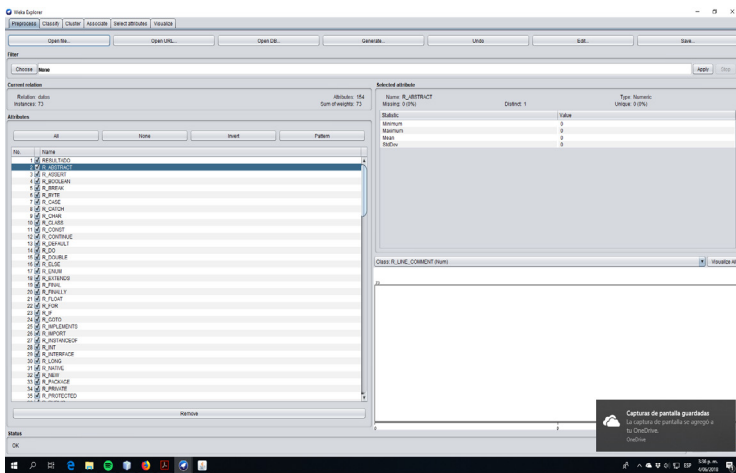 Weka Explorer
Preprocess Classify Cluster Associate Select attributes Visualize
Open file... Open URL... Open DB... Generate... Undo Edit... Save...
Filter
Choose None Apply Stop
Current relation
Relation: datos Attributes: 154
Instances: 73 Sum of weights: 73
Attributes
All None Invert Pattern
No. Name
1 RESULTADO
2 R_ABSTRACT
3 R_ASSERT
4 R_BOOLEAN
5 R_BREAK
6 R_BYTE
7 R_CASE
8 R_CATCH
9 R_CHAR
10 R_CLASS
11 R_CONST
12 R_CONTINUE
13 R_DEFAULT
14 R_DO
15 R_DOUBLE
16 R_ELSE
17 R_ENUM
18 R_EXTENDS
19 R_FINAL
20 R_FINALLY
21 R_FLOAT
22 R_FOR
23 R_IF
24 R_GOTO
25 R_IMPLEMENTS
26 R_IMPORT
27 R_INSTANCEOF
28 R_INT
29 R_INTERFACE
30 R_LONG
31 R_NATIVE
32 R_NEW
33 R_PACKAGE
34 R_PRIVATE
35 R_PROTECTED
Remove
Status
OK
Selected attribute
Name: R_ABSTRACT Type: Numeric
Missing: 0 (0%) Distinct: 1 Unique: 0 (0%)
Statistic Value
Minimum 0
Maximum 0
Mean 0
StdDev 0
Class: R_LINE_COMMENT (Num) Visualize All
Capturas de pantalla guardadas
La captura de pantalla se agregó a
tu OneDrive.
OneDrive
ESP 3:38 p. m.
4/06/2018